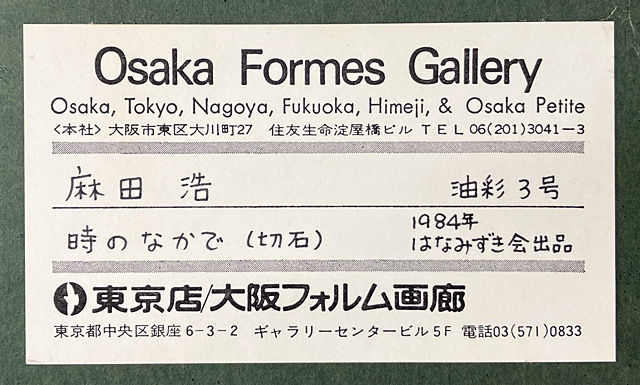 Osaka Formes Gallery
Osaka, Tokyo, Nagoya, Fukuoka, Himeji, & Osaka Petite
<本社> 大阪市東区大川町27 住友生命淀屋橋ビル TEL 06(201)3041-3
麻田 浩 油彩3号
時のなかで (切石) 1984年
はなみずき会出品
東京店/大阪フォルム画廊
東京都中央区銀座6-3-2 ギャラリーセンタービル5F 電話03(571)0833